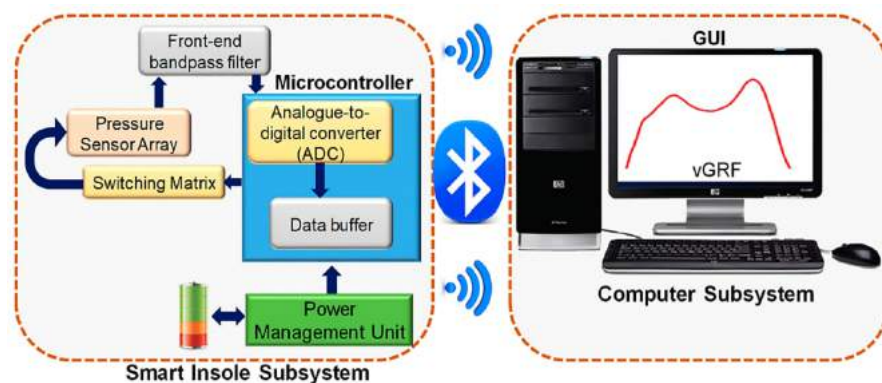 Front-end
bandpass filter
Microcontroller
Analogue-to-
digital converter
(ADC)
Pressure
Sensor Array
Switching Matrix
Data buffer
Power
Management Unit
Smart Insole Subsystem
GUI
vGRF
Computer Subsystem